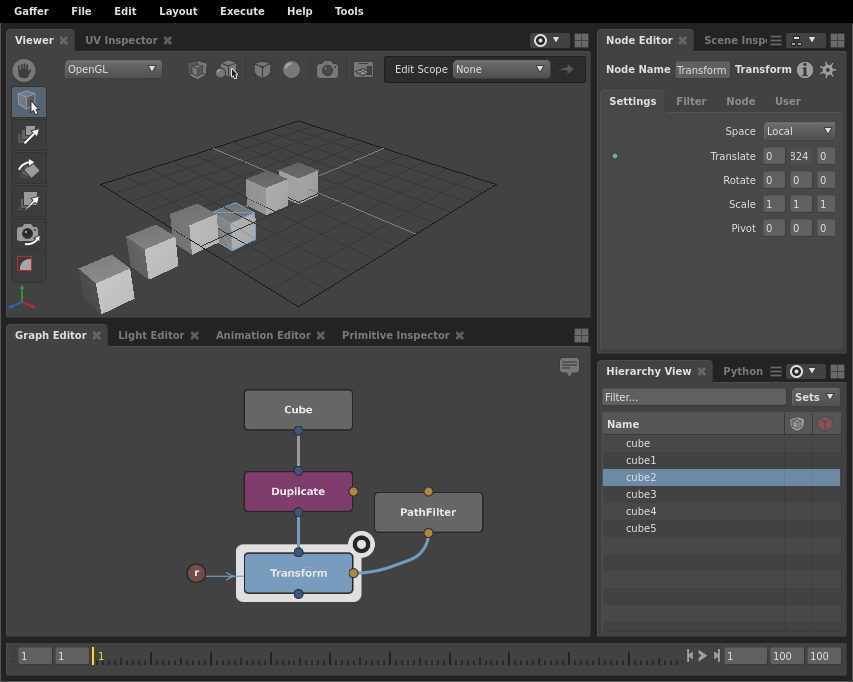 Gaffer File Edit Layout Execute Help Tools
Viewer UV Inspector
OpenGL
Edit Scope None
Graph Editor Light Editor Animation Editor Primitive Inspector
Cube
Duplicate
PathFilter
Transform
r
Node Editor Scene Insp
Node Name Transform Transform
Settings Filter Node User
Space Local
Translate 0 824 0
Rotate 0 0 0
Scale 1 1 1
Pivot 0 0 0
Hierarchy View Python
Filter... Sets
Name
cube
cube1
cube2
cube3
cube4
cube5
1 1 1 1 100 100